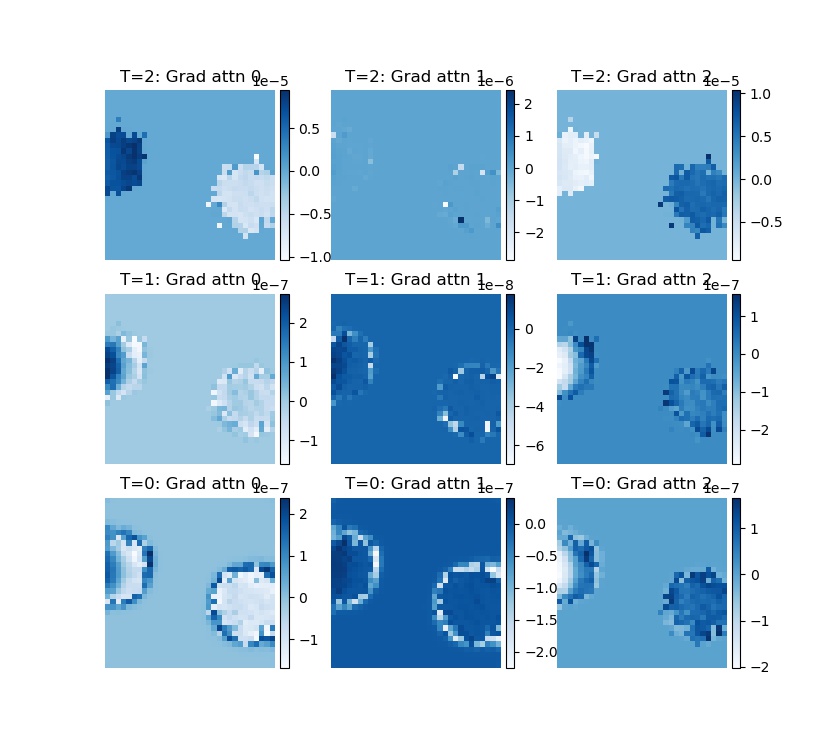 T=2: Grad attn 0
1e−5
T=2: Grad attn 1
1e−6
T=2: Grad attn 2
1e−5
0.5
0.0
−0.5
−1.0
2
1
0
−1
−2
1.0
0.5
0.0
−0.5
T=1: Grad attn 0
1e−7
T=1: Grad attn 1
1e−8
T=1: Grad attn 2
1e−7
2
1
0
−1
0
−2
−4
−6
1
0
−1
−2
T=0: Grad attn 0
1e−7
T=0: Grad attn 1
1e−7
T=0: Grad attn 2
1e−7
2
1
0
−1
0.0
−0.5
−1.0
−1.5
−2.0
1
0
−1
−2